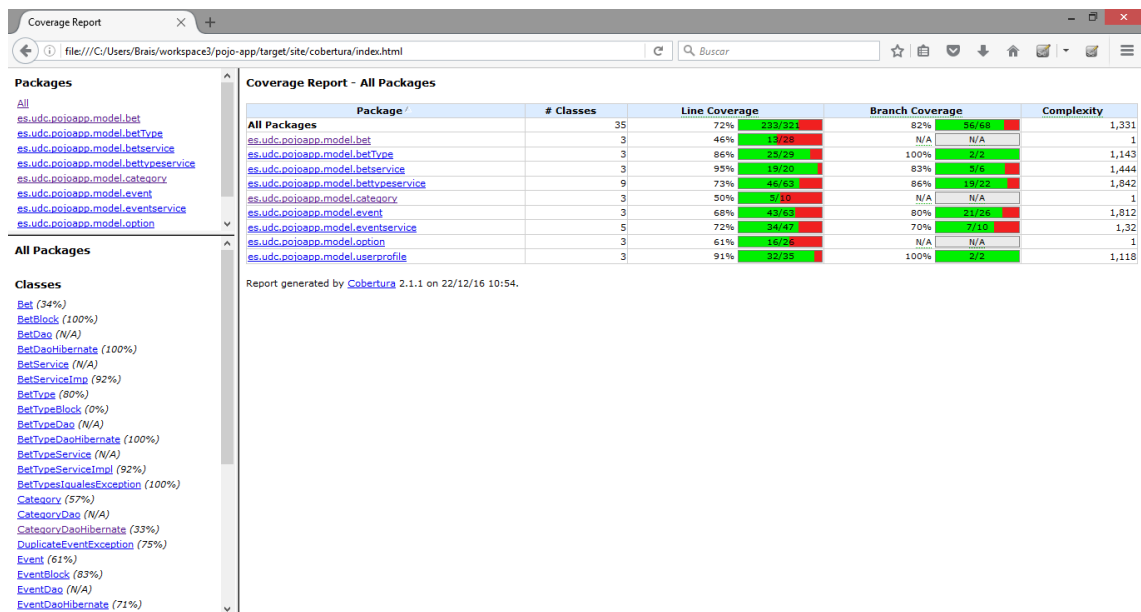 Coverage Report
file:///C:/Users/Brais/workspace3/pojo-app/target/site/cobertura/index.html
Buscar
Packages
All
es.udc.pojoapp.model.bet
es.udc.pojoapp.model.betType
es.udc.pojoapp.model.betservice
es.udc.pojoapp.model.bettypeservice
es.udc.pojoapp.model.category
es.udc.pojoapp.model.event
es.udc.pojoapp.model.eventservice
es.udc.pojoapp.model.option
All Packages
Classes
Bet (34%)
BetBlock (100%)
BetDao (N/A)
BetDaoHibernate (100%)
BetService (N/A)
BetServiceImp (92%)
BetType (80%)
BetTypeBlock (0%)
BetTypeDao (N/A)
BetTypeDaoHibernate (100%)
BetTypeService (N/A)
BetTypeServiceImpl (92%)
BetTypesIgualesException (100%)
Category (57%)
CategoryDao (N/A)
CategoryDaoHibernate (33%)
DuplicateEventException (75%)
Event (61%)
EventBlock (83%)
EventDao (N/A)
EventDaoHibernate (71%)
Coverage Report - All Packages
Package # Classes Line Coverage Branch Coverage Complexity
All Packages 35 72% 233/321 82% 56/68 1,331
es.udc.pojoapp.model.bet 3 46% 13/28 N/A N/A 1
es.udc.pojoapp.model.betType 3 86% 25/29 100% 2/2 1,143
es.udc.pojoapp.model.betservice 3 95% 19/20 83% 5/6 1,444
es.udc.pojoapp.model.bettypeservice 9 73% 46/63 86% 19/22 1,842
es.udc.pojoapp.model.category 3 50% 5/10 N/A N/A 1
es.udc.pojoapp.model.event 3 68% 43/63 80% 21/26 1,812
es.udc.pojoapp.model.eventservice 5 72% 34/47 70% 7/10 1,32
es.udc.pojoapp.model.option 3 61% 16/26 N/A N/A 1
es.udc.pojoapp.model.userprofile 3 91% 32/35 100% 2/2 1,118
Report generated by Cobertura 2.1.1 on 22/12/16 10:54.